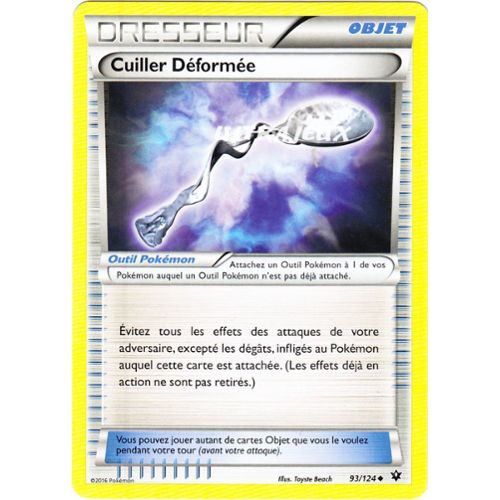 DRESSEUR OBJET
Cuiller Déformée
Outil Pokémon
Attachez un Outil Pokémon à 1 de vos
Pokémon auquel un Outil Pokémon n'est pas déjà attaché.
Évitez tous les effets des attaques de votre
adversaire, excepté les dégâts, infligés au Pokémon
auquel cette carte est attachée. (Les effets déjà en
action ne sont pas retirés.)
Vous pouvez jouer autant de cartes Objet que vous le voulez
pendant votre tour (avant votre attaque).
©2016 Pokémon Illus. Toyste Beach 93/124